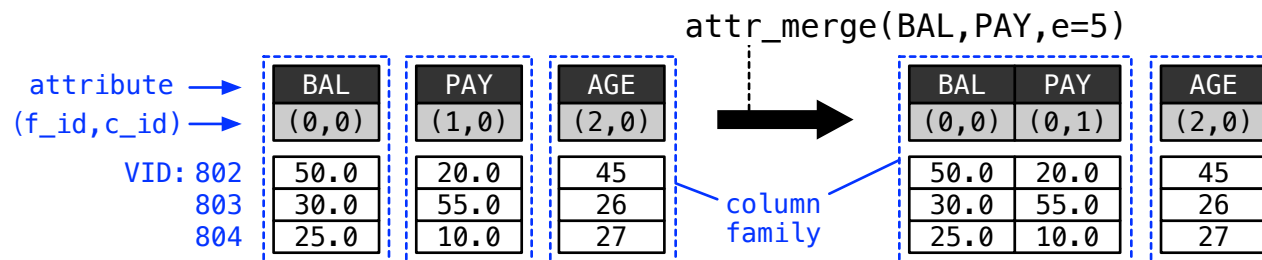 attr_merge(BAL,PAY,e=5)
attribute BAL PAY AGE BAL PAY AGE
(f_id,c_id) (0,0) (1,0) (2,0) (0,0) (0,1) (2,0)
VID: 802 50.0 20.0 45 50.0 20.0 45
803 30.0 55.0 26 column 30.0 55.0 26
804 25.0 10.0 27 family 25.0 10.0 27